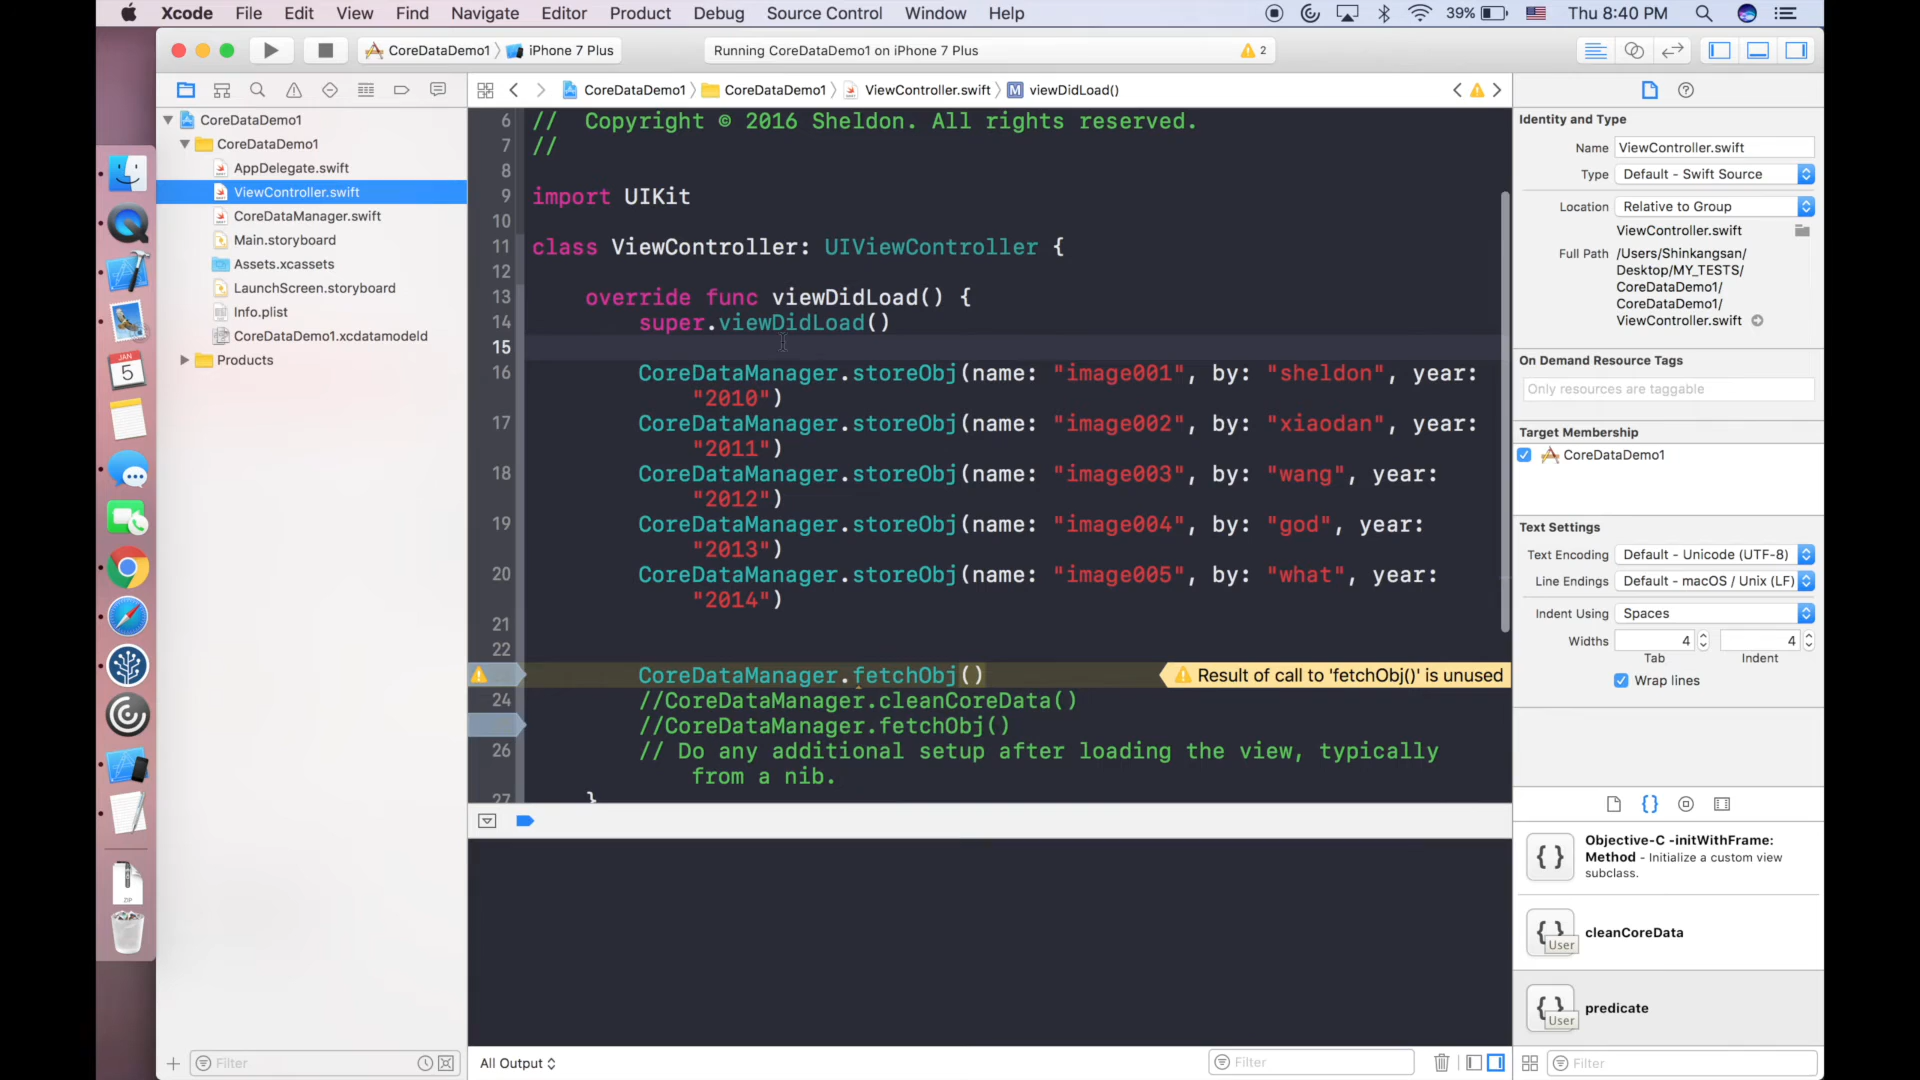 Xcode File Edit View Find Navigate Editor Product Debug Source Control Window Help 39% Thu 8:40 PM
CoreDataDemo1 iPhone 7 Plus Running CoreDataDemo1 on iPhone 7 Plus 2
CoreDataDemo1 CoreDataDemo1 ViewController.swift M viewDidLoad()
CoreDataDemo1
CoreDataDemo1
AppDelegate.swift
ViewController.swift
CoreDataManager.swift
Main.storyboard
Assets.xcassets
LaunchScreen.storyboard
Info.plist
CoreDataDemo1.xcdatamodeld
Products
JAN
5
ZIP
Filter
6 //  Copyright © 2016 Sheldon. All rights reserved.
7 //
8
9 import UIKit
10
11 class ViewController: UIViewController {
12
13 override func viewDidLoad() {
14 super.viewDidLoad()
15
16 CoreDataManager.storeObj(name: "image001", by: "sheldon", year:
"2010")
17 CoreDataManager.storeObj(name: "image002", by: "xiaodan", year:
"2011")
18 CoreDataManager.storeObj(name: "image003", by: "wang", year:
"2012")
19 CoreDataManager.storeObj(name: "image004", by: "god", year:
"2013")
20 CoreDataManager.storeObj(name: "image005", by: "what", year:
"2014")
21
22
CoreDataManager.fetchObj() Result of call to 'fetchObj()' is unused
24 //CoreDataManager.cleanCoreData()
//CoreDataManager.fetchObj()
26 // Do any additional setup after loading the view, typically
from a nib.
27 }
All Output
Filter
Identity and Type
Name ViewController.swift
Type Default - Swift Source
Location Relative to Group
ViewController.swift
Full Path /Users/Shinkangsan/
Desktop/MY_TESTS/
CoreDataDemo1/
CoreDataDemo1/
ViewController.swift
On Demand Resource Tags
Only resources are taggable
Target Membership
CoreDataDemo1
Text Settings
Text Encoding Default - Unicode (UTF-8)
Line Endings Default - macOS / Unix (LF)
Indent Using Spaces
Widths 4 4
Tab Indent
Wrap lines
{ } Objective-C -initWithFrame:
Method - Initialize a custom view
subclass.
{ } User cleanCoreData
{ } User predicate
Filter